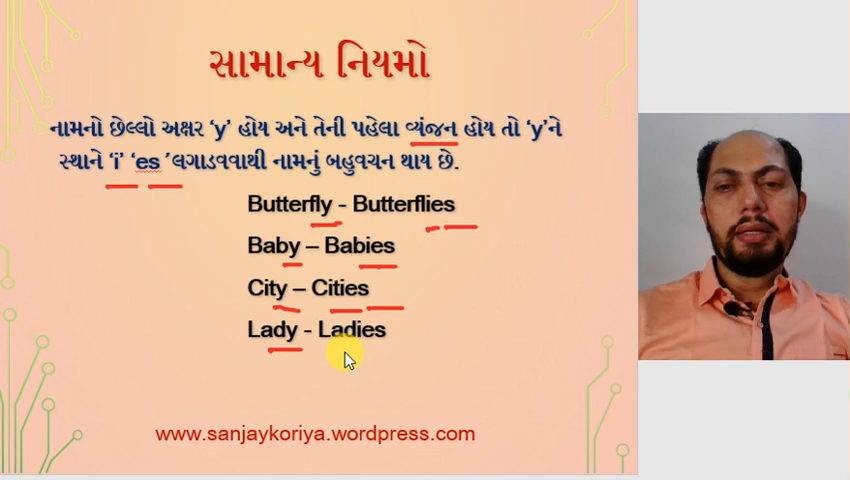 સામાન્ય નિયમો
નામનો છેલ્લો અક્ષર ‘y’ હોય અને તેની પહેલા વ્યંજન હોય તો ‘y’ને
સ્થાને ‘i’ ‘es ’લગાડવવાથી નામનું બહુવચન થાય છે.
Butterfly - Butterflies
Baby – Babies
City – Cities
Lady - Ladies
www.sanjaykoriya.wordpress.com